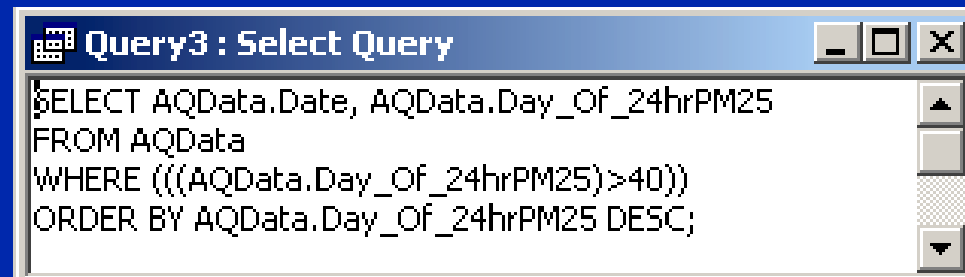 Query3 : Select Query
SELECT AQData.Date, AQData.Day_Of_24hrPM25
FROM AQData
WHERE (((AQData.Day_Of_24hrPM25)>40))
ORDER BY AQData.Day_Of_24hrPM25 DESC;